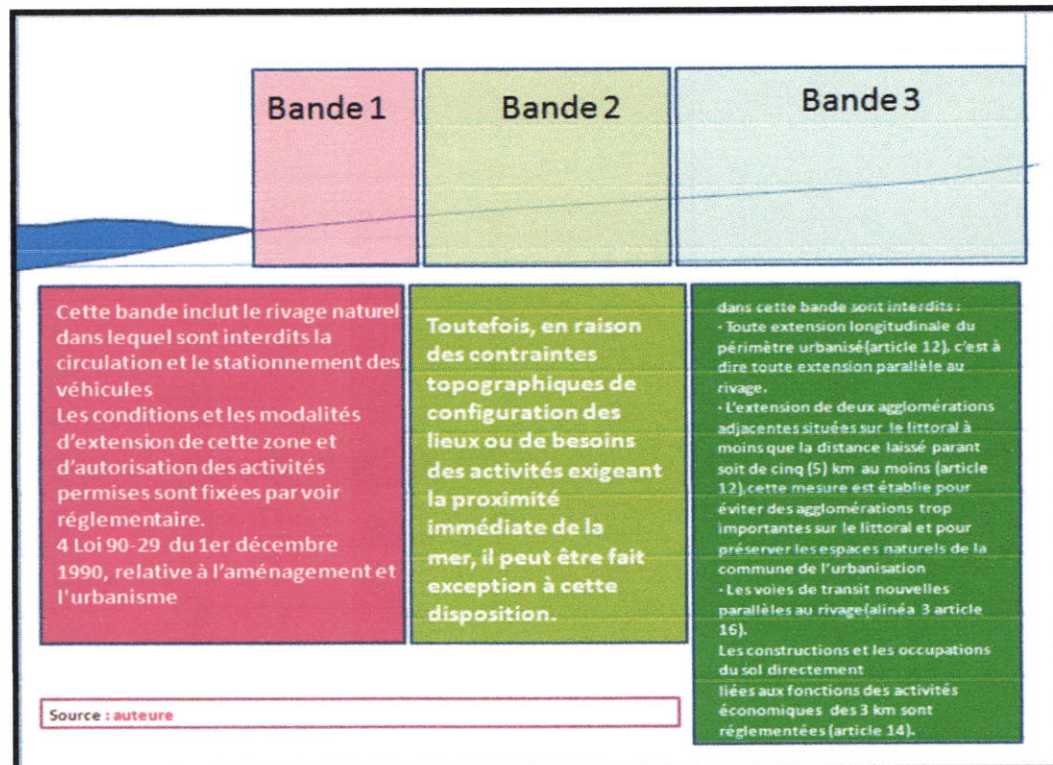 Bande 1
Bande 2
Bande 3
Cette bande inclut le rivage naturel
dans lequel sont interdits la
circulation et le stationnement des
véhicules
Les conditions et les modalités
d'extension de cette zone et
d'autorisation des activités
permises sont fixées par voir
réglementaire.
4 Loi 90-29 du 1er décembre
1990, relative à l'aménagement et
l'urbanisme
Toutefois, en raison
des contraintes
topographiques de
configuration des
lieux ou de besoins
des activités exigeant
la proximité
immédiate de la
mer, il peut être fait
exception à cette
disposition.
dans cette bande sont interdits :
· Toute extension longitudinale du
périmètre urbanisé(article 12), c'est à
dire toute extension parallèle au
rivage.
· L'extension de deux agglomérations
adjacentes situées sur le littoral à
moins que la distance laissé parant
soit de cinq (5) km au moins (article
12),cette mesure est établie pour
éviter des agglomérations trop
importantes sur le littoral et pour
préserver les espaces naturels de la
commune de l'urbanisation
· Les voies de transit nouvelles
parallèles au rivage(alinéa 3 article
16).
Les constructions et les occupations
du sol directement
liées aux fonctions des activités
économiques des 3 km sont
réglementées (article 14).
Source : auteure